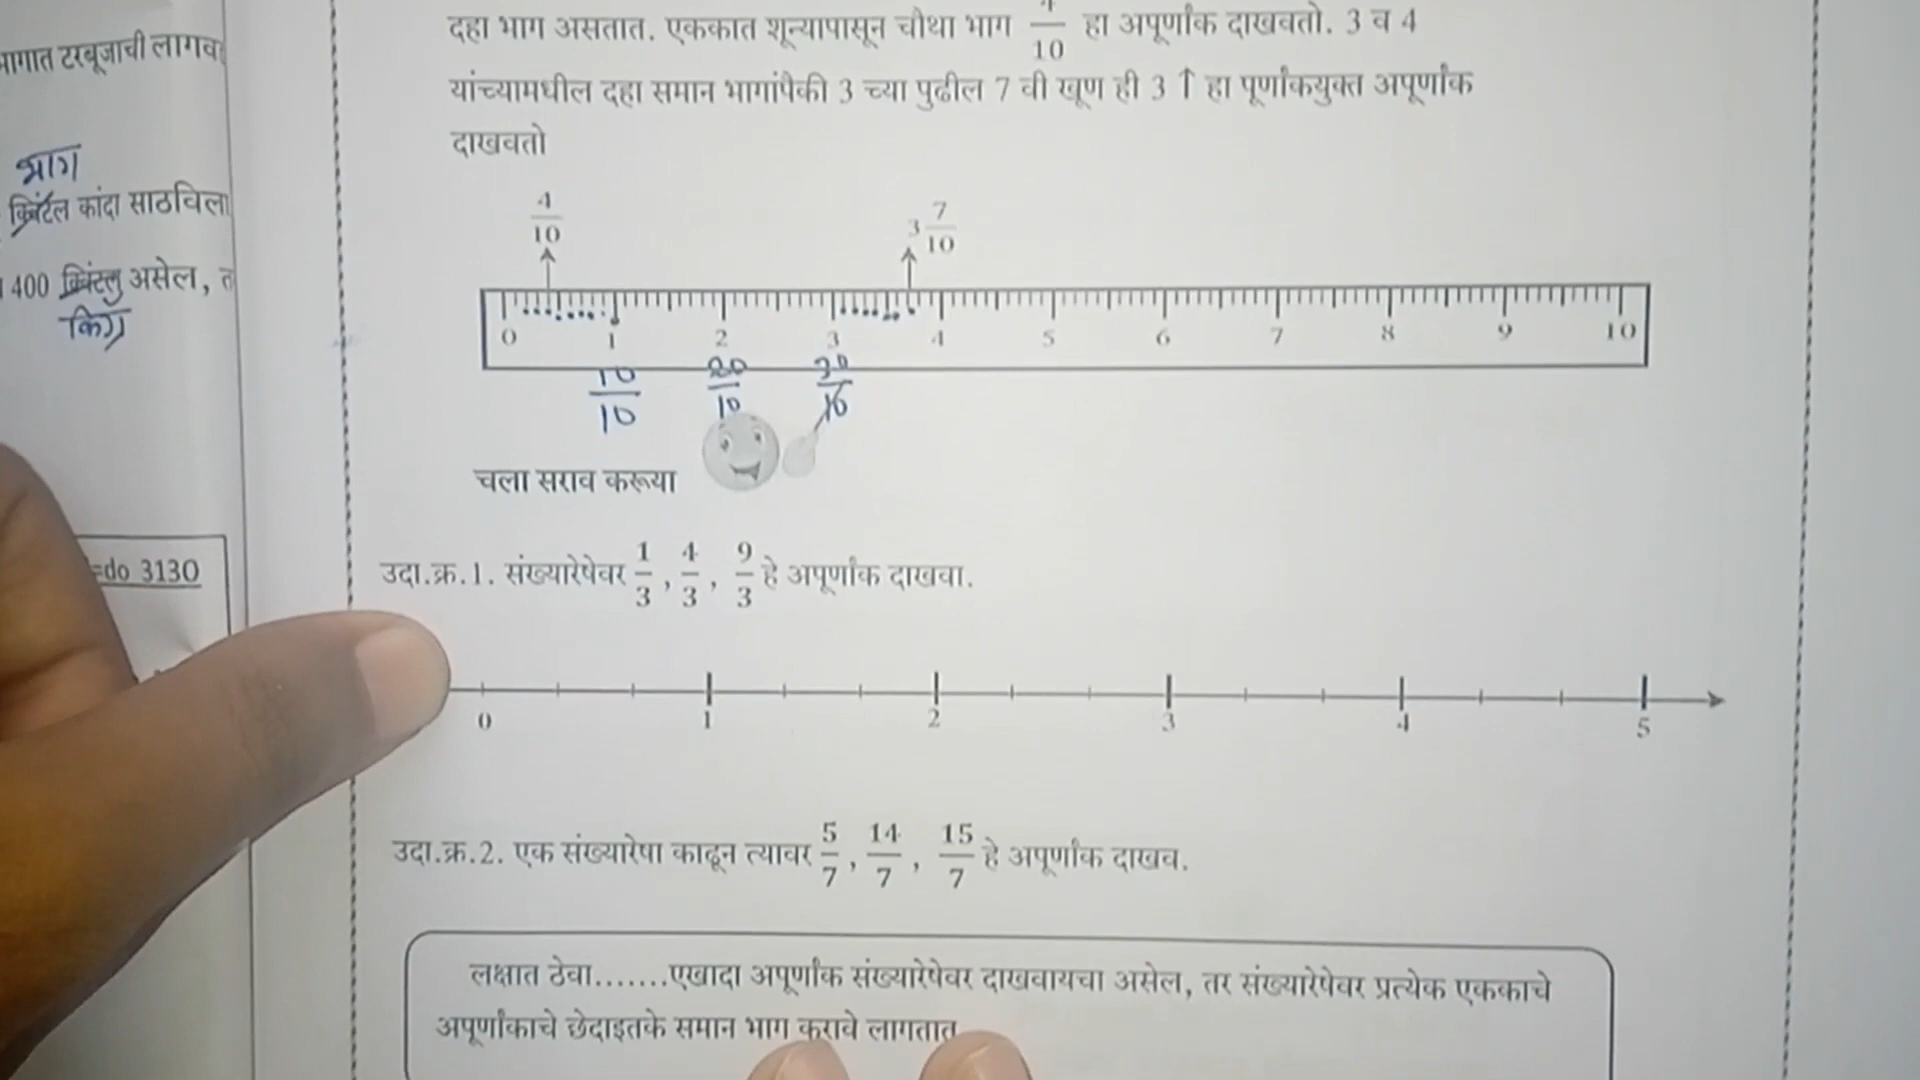 दहा भाग असतात. एककात शून्यापासून चौथा भाग 4/10 हा अपूर्णांक दाखवतो. 3 व 4
यांच्यामधील दहा समान भागांपैकी 3 च्या पुढील 7 वी खूण ही 3 ↑ हा पूर्णांकयुक्त अपूर्णांक
दाखवतो
भाग
क्विंटल कांदा साठविला
400 क्विंटल असेल,
किग्रॅ
4/10 3 7/10
0 1 2 3 4 5 6 7 8 9 10
10/10 20/10 30/10
चला सराव करूया
उदा.क्र.1. संख्यारेषेवर 1/3, 4/3, 9/3 हे अपूर्णांक दाखवा.
=do 3130
0 1 2 3 4 5
उदा.क्र.2. एक संख्यारेषा काढून त्यावर 5/7, 14/7, 15/7 हे अपूर्णांक दाखव.
लक्षात ठेवा.......एखादा अपूर्णांक संख्यारेषेवर दाखवायचा असेल, तर संख्यारेषेवर प्रत्येक एककाचे
अपूर्णांकाचे छेदाइतके समान भाग करावे लागतात